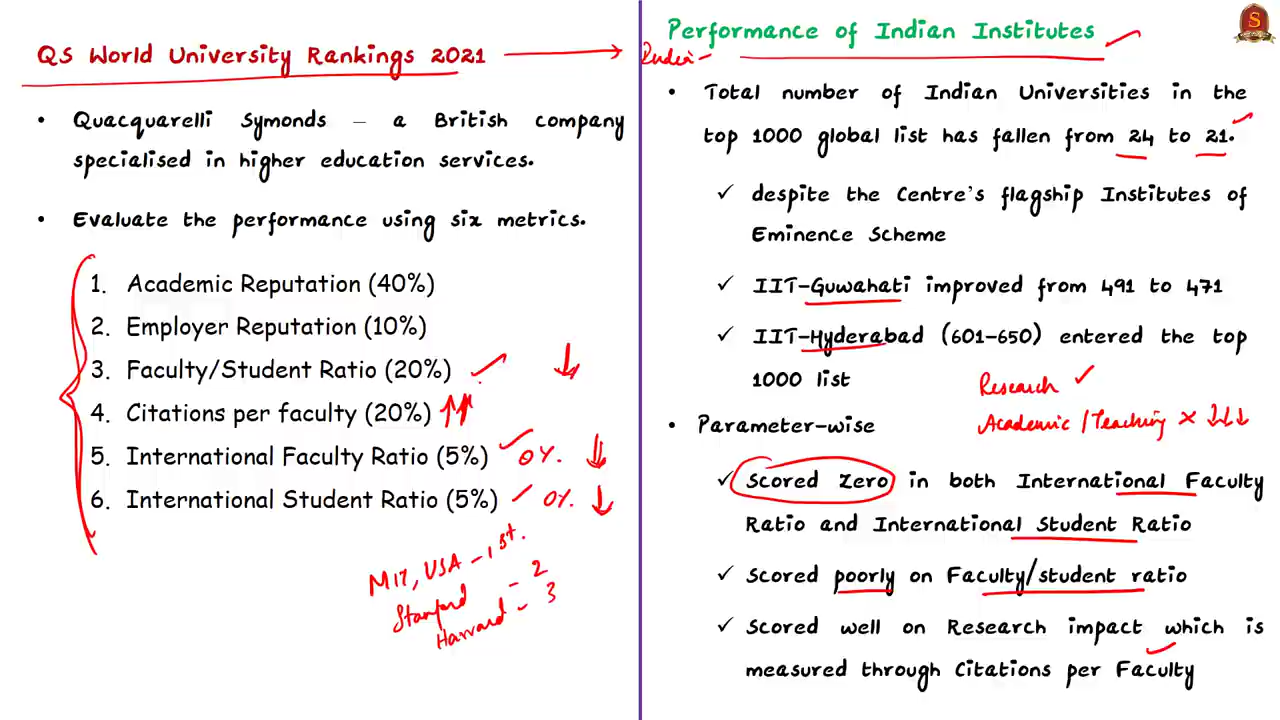 QS World University Rankings 2021
• Quacquarelli Symonds – a British company
specialised in higher education services.
• Evaluate the performance using six metrics.
1. Academic Reputation (40%)
2. Employer Reputation (10%)
3. Faculty/Student Ratio (20%)
4. Citations per faculty (20%)
5. International Faculty Ratio (5%) 0%.
6. International Student Ratio (5%) 0%.
MIT, USA - 1st.
Stanford - 2
Harvard - 3
Performance of Indian Institutes
• Total number of Indian Universities in the
top 1000 global list has fallen from 24 to 21.
✓ despite the Centre's flagship Institutes of
Eminence Scheme
✓ IIT-Guwahati improved from 491 to 471
✓ IIT-Hyderabad (601-650) entered the top
1000 list
Research ✓
Academic / Teaching ×
• Parameter-wise
✓ Scored Zero in both International Faculty
Ratio and International Student Ratio
✓ Scored poorly on Faculty/student ratio
✓ Scored well on Research impact which is
measured through Citations per Faculty
S